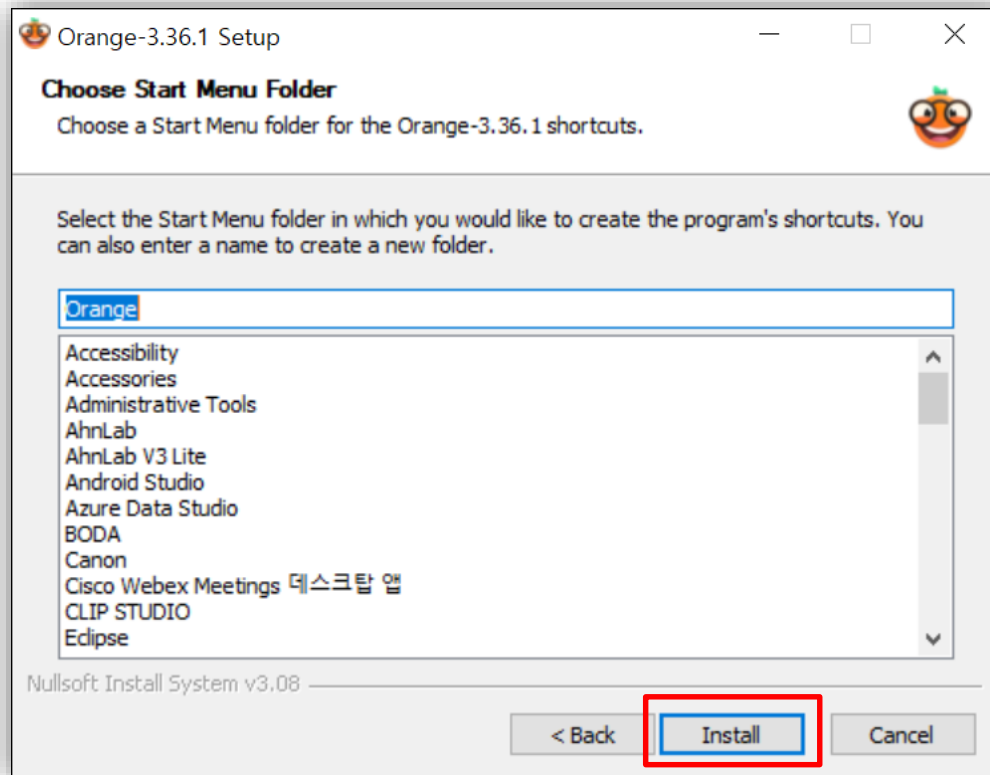 Orange-3.36.1 Setup
Choose Start Menu Folder
Choose a Start Menu folder for the Orange-3.36.1 shortcuts.
Select the Start Menu folder in which you would like to create the program's shortcuts. You
can also enter a name to create a new folder.
Orange
Accessibility
Accessories
Administrative Tools
AhnLab
AhnLab V3 Lite
Android Studio
Azure Data Studio
BODA
Canon
Cisco Webex Meetings 데스크탑 앱
CLIP STUDIO
Eclipse
Nullsoft Install System v3.08
< Back Install Cancel